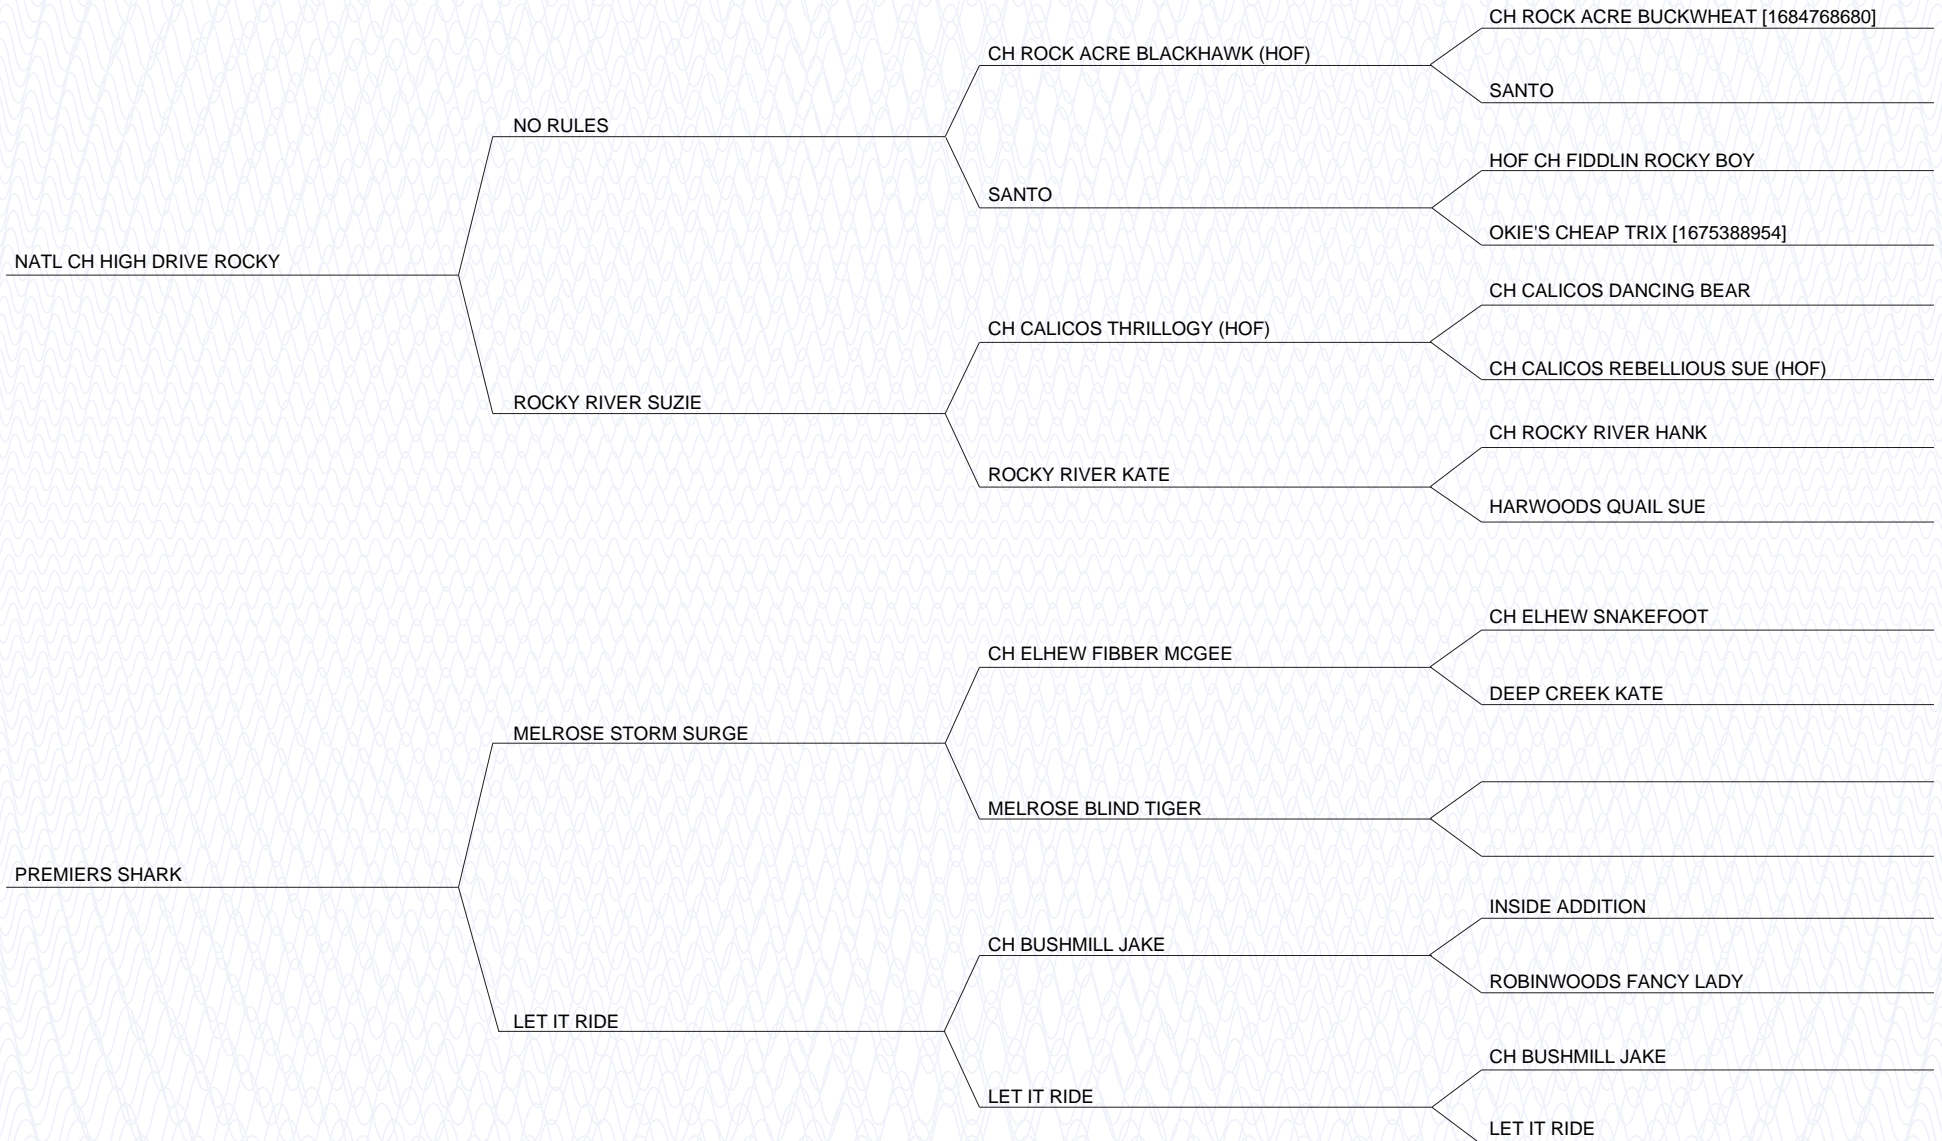 CH ROCK ACRE BUCKWHEAT [1684768680]
CH ROCK ACRE BLACKHAWK (HOF)
SANTO
NO RULES
HOF CH FIDDLIN ROCKY BOY
SANTO
OKIE'S CHEAP TRIX [1675388954]
NATL CH HIGH DRIVE ROCKY
CH CALICOS DANCING BEAR
CH CALICOS THRILLOGY (HOF)
CH CALICOS REBELLIOUS SUE (HOF)
ROCKY RIVER SUZIE
CH ROCKY RIVER HANK
ROCKY RIVER KATE
HARWOODS QUAIL SUE
CH ELHEW SNAKEFOOT
CH ELHEW FIBBER MCGEE
DEEP CREEK KATE
MELROSE STORM SURGE
MELROSE BLIND TIGER
PREMIERS SHARK
INSIDE ADDITION
CH BUSHMILL JAKE
ROBINWOODS FANCY LADY
LET IT RIDE
CH BUSHMILL JAKE
LET IT RIDE
LET IT RIDE